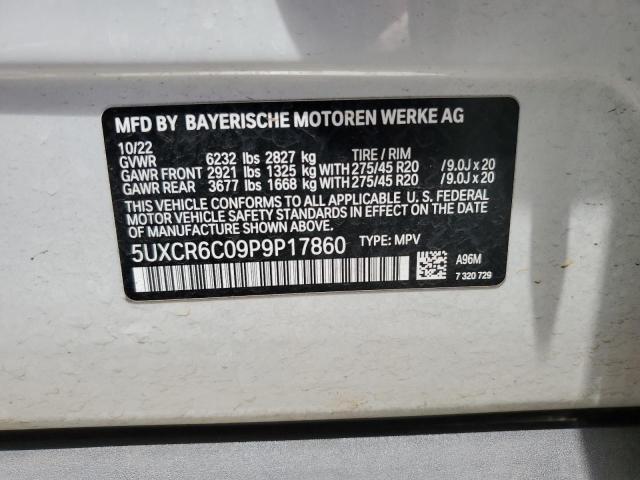 MFD BY BAYERISCHE MOTOREN WERKE AG
10/22 TIRE / RIM
GVWR 6232 lbs 2827 kg
GAWR FRONT 2921 lbs 1325 kg WITH 275/45 R20 / 9.0J x 20
GAWR REAR 3677 lbs 1668 kg WITH 275/45 R20 / 9.0J x 20
THIS VEHICLE CONFORMS TO ALL APPLICABLE U. S. FEDERAL
MOTOR VEHICLE SAFETY STANDARDS IN EFFECT ON THE DATE
OF MANUFACTURE SHOWN ABOVE.
5UXCR6C09P9P17860 TYPE: MPV
A96M
7 320 729